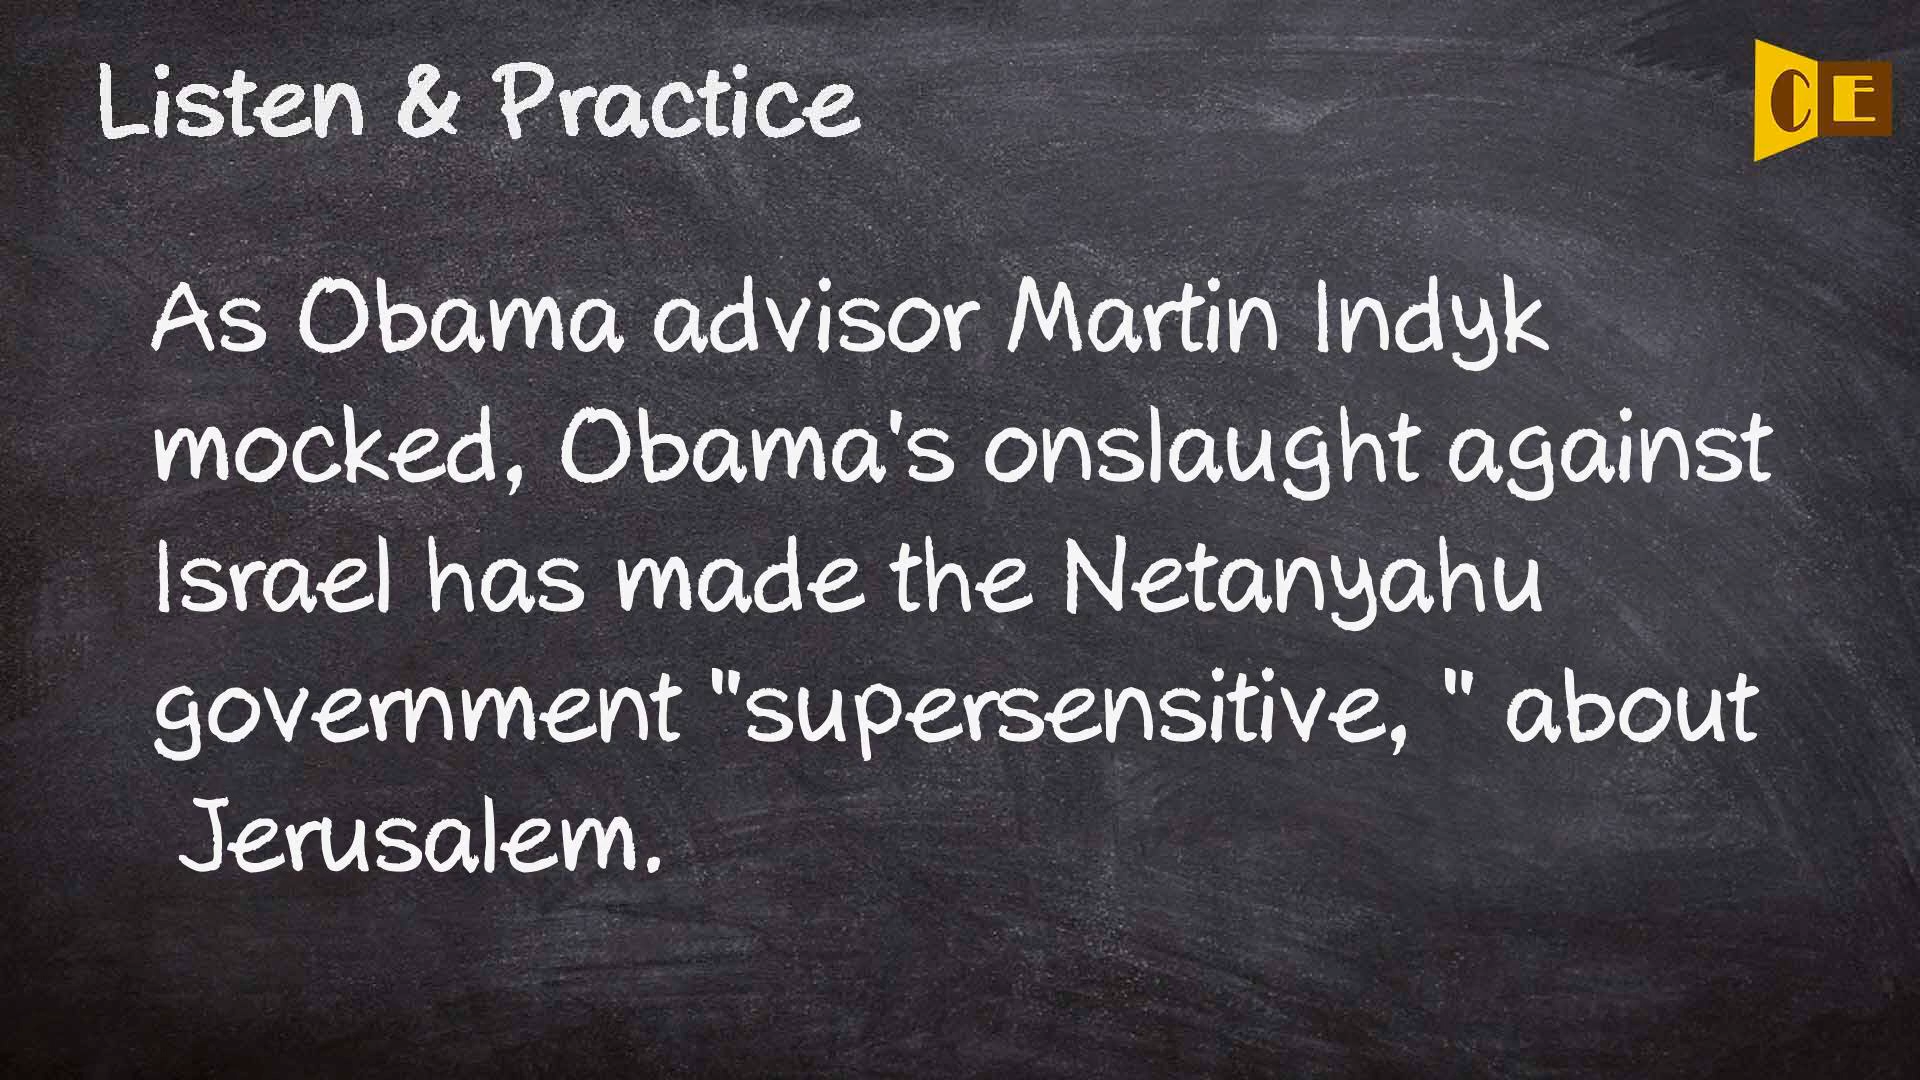 Listen & Practice
CE
As Obama advisor Martin Indyk
mocked, Obama's onslaught against
Israel has made the Netanyahu
government "supersensitive, " about
Jerusalem.